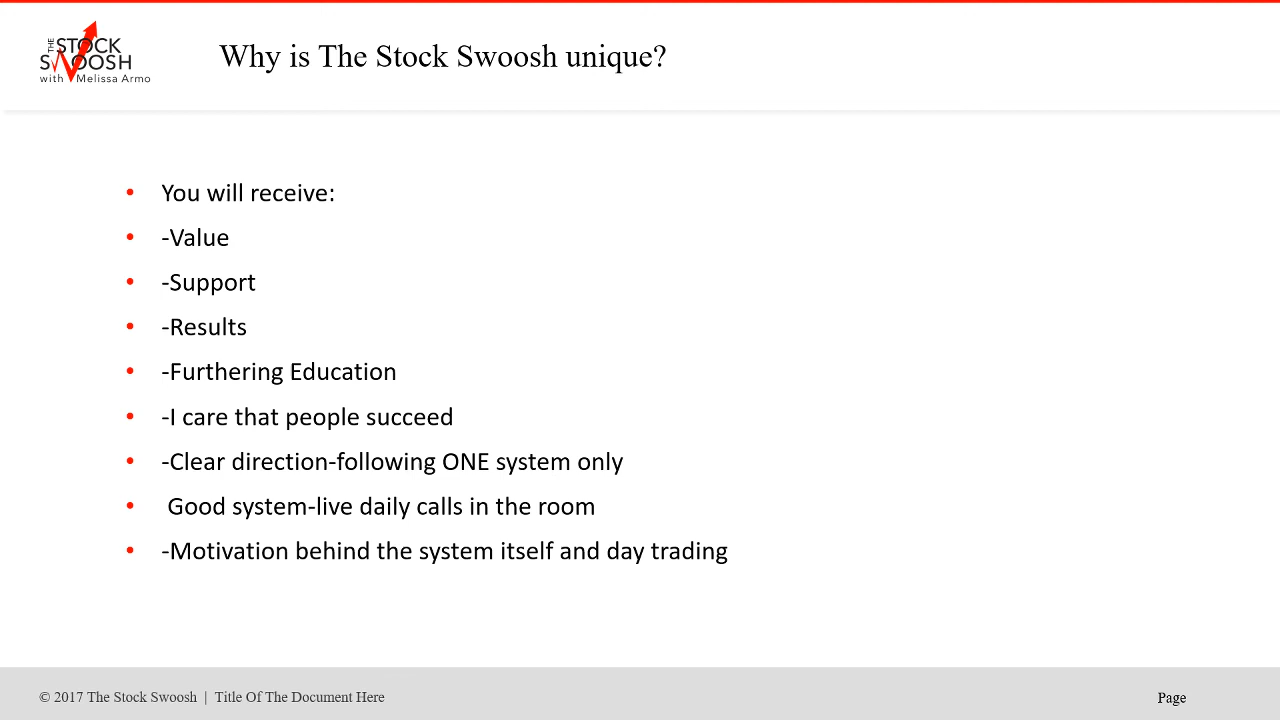 THE STOCK
SWOOSH
with Melissa Armo
Why is The Stock Swoosh unique?
• You will receive:
• -Value
• -Support
• -Results
• -Furthering Education
• -I care that people succeed
• -Clear direction-following ONE system only
• Good system-live daily calls in the room
• -Motivation behind the system itself and day trading
© 2017 The Stock Swoosh | Title Of The Document Here
Page